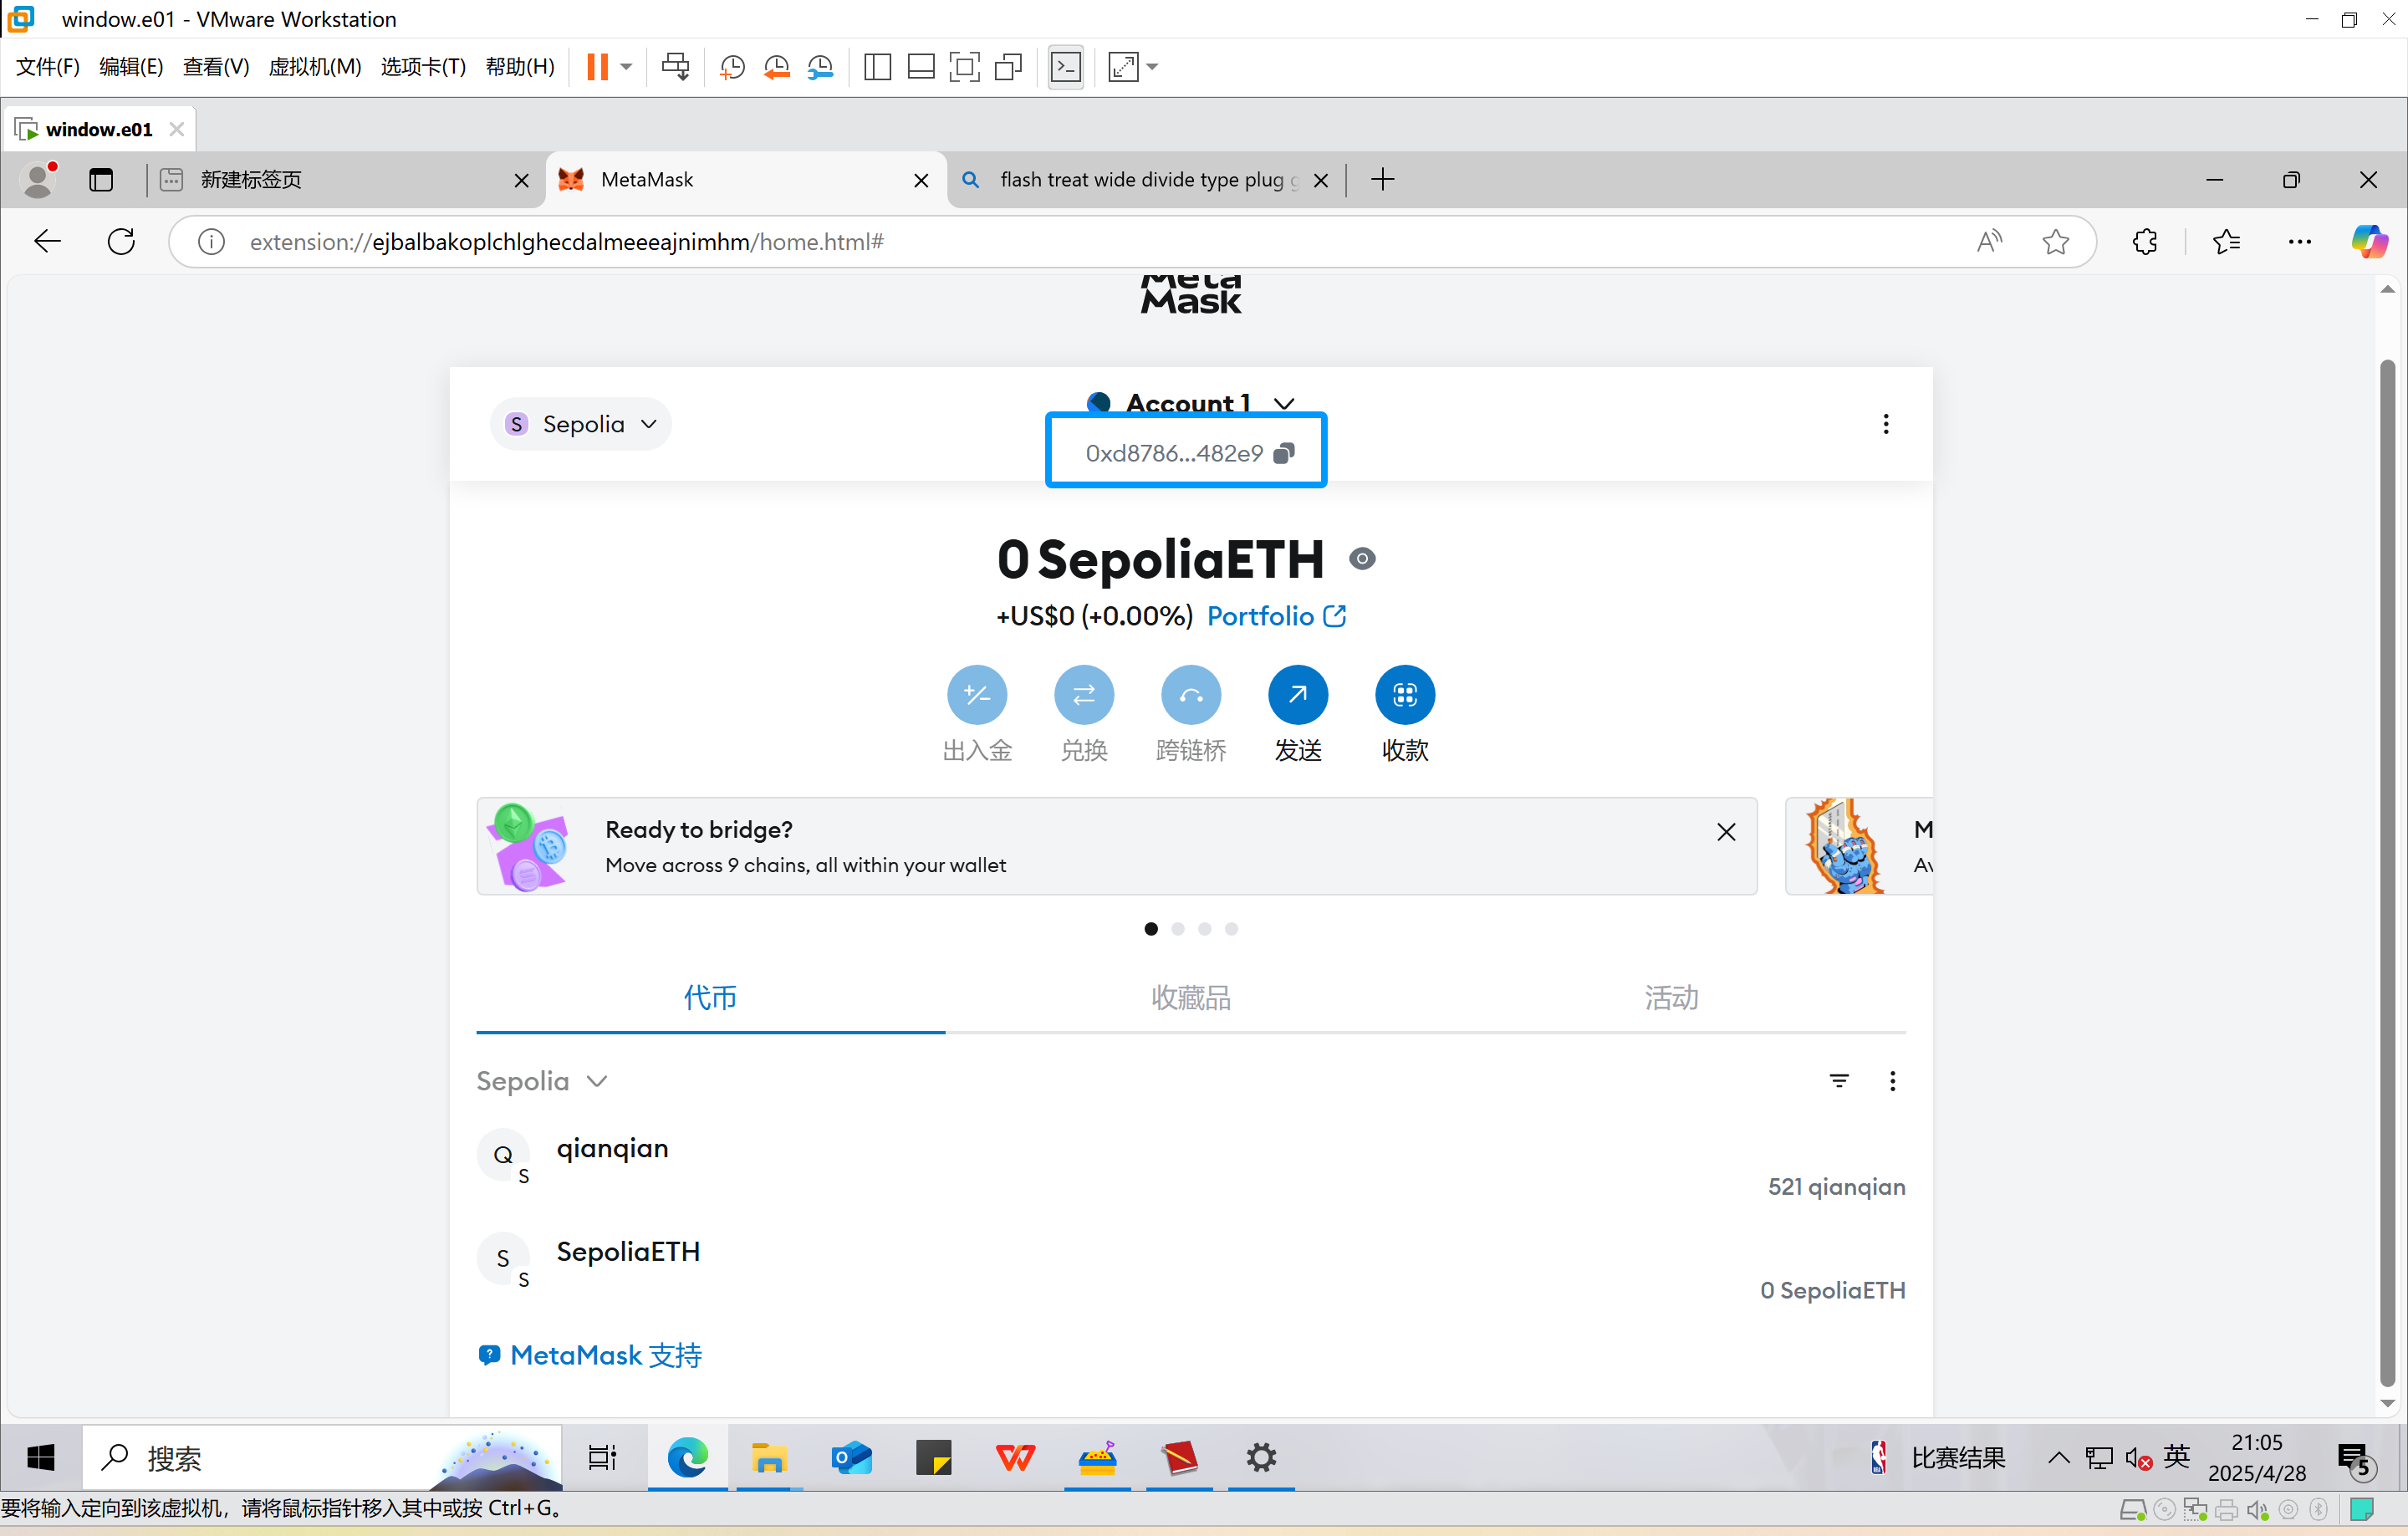 window.e01 - VMware Workstation
文件(F) 编辑(E) 查看(V) 虚拟机(M) 选项卡(T) 帮助(H)
window.e01
新建标签页
MetaMask
flash treat wide divide type plug
extension://ejbalbakoplchlghecdalmeeeajnimhm/home.html#
Meta
Mask
S Sepolia
Account 1
0xd8786...482e9
0 SepoliaETH
+US$0 (+0.00%) Portfolio
出入金 兑换 跨链桥 发送 收款
Ready to bridge?
Move across 9 chains, all within your wallet
M
Av
代币 收藏品 活动
Sepolia
Q
S
qianqian
521 qianqian
S
S
SepoliaETH
0 SepoliaETH
MetaMask 支持
搜索
比赛结果
英
21:05
2025/4/28
5
要将输入定向到该虚拟机，请将鼠标指针移入其中或按 Ctrl+G。